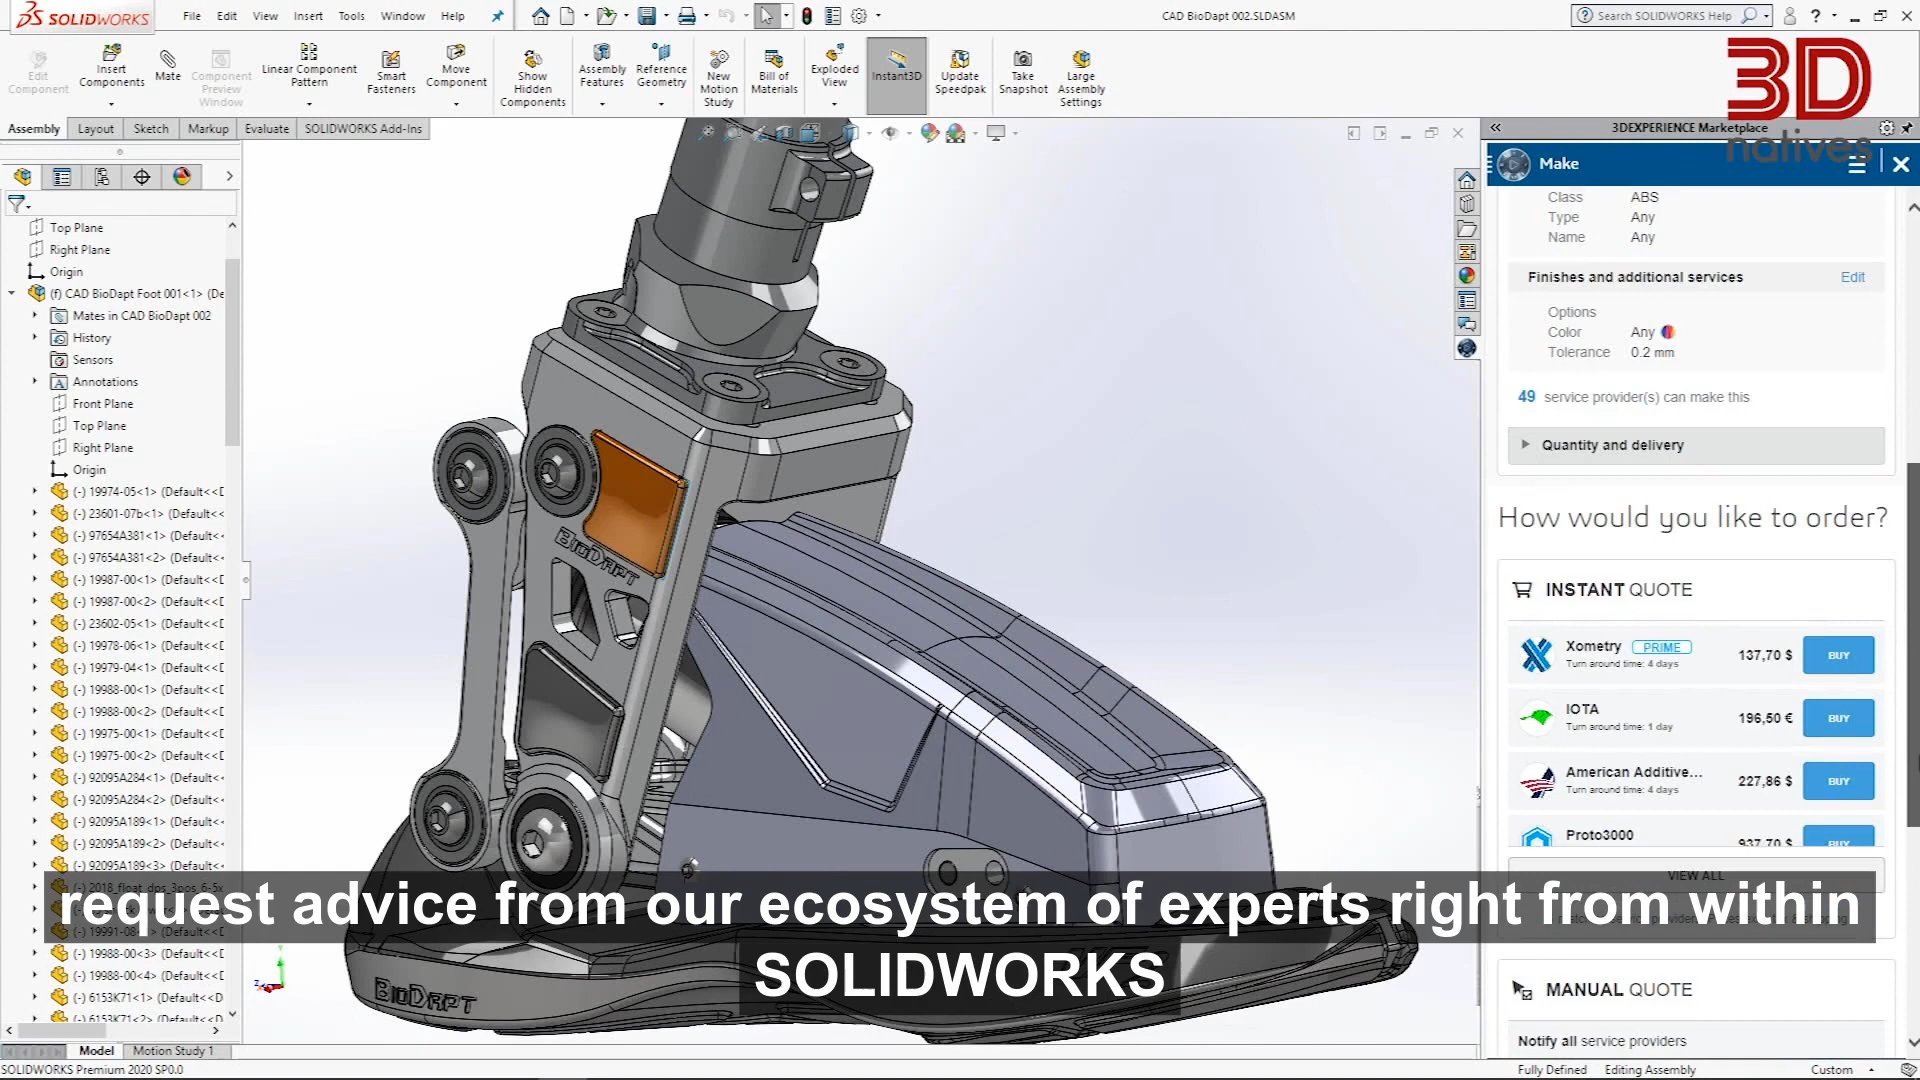 SOLIDWORKS
File Edit View Insert Tools Window Help
CAD BioDapt 002.SLDASM
Search SOLIDWORKS Help
Edit Component
Insert Components
Mate
Component Preview Window
Linear Component Pattern
Smart Fasteners
Move Component
Show Hidden Components
Assembly Features
Reference Geometry
New Motion Study
Bill of Materials
Exploded View
Instant3D
Update Speedpak
Take Snapshot
Large Assembly Settings
3D
natives
Assembly Layout Sketch Markup Evaluate SOLIDWORKS Add-Ins
3DEXPERIENCE Marketplace
Make
Top Plane
Right Plane
Origin
(f) CAD BioDapt Foot 001<1> (De
Mates in CAD BioDapt 002
History
Sensors
Annotations
Front Plane
Top Plane
Right Plane
Origin
(-) 19974-05<1> (Default<<D
(-) 23601-07b<1> (Default<<
(-) 97654A381<1> (Default<
(-) 97654A381<2> (Default<
(-) 19987-00<1> (Default<<D
(-) 19987-00<2> (Default<<D
(-) 23602-05<1> (Default<<D
(-) 19978-06<1> (Default<<D
(-) 19979-04<1> (Default<<D
(-) 19988-00<1> (Default<<D
(-) 19988-00<2> (Default<<D
(-) 19975-00<1> (Default<<D
(-) 19975-00<2> (Default<<D
(-) 92095A284<1> (Default<
(-) 92095A284<2> (Default<
(-) 92095A189<1> (Default<
(-) 92095A189<2> (Default<
(-) 92095A189<3> (Default<
(-) 2018_float_dps_3pos_6-5x
(-) 19988-00<3> (Default<<D
(-) 19988-00<4> (Default<<D
(-) 6153K71<1> (Default<<D
(-) 6153K71<2> (Default<<D
BIODAPT
BIODAPT
Class ABS
Type Any
Name Any
Finishes and additional services Edit
Options
Color Any
Tolerance 0.2 mm
49 service provider(s) can make this
Quantity and delivery
How would you like to order?
INSTANT QUOTE
Xometry PRIME 137,70 $ BUY
Turn around time: 4 days
IOTA 196,50 € BUY
Turn around time: 1 day
American Additive... 227,86 $ BUY
Turn around time: 4 days
Proto3000 937,70 $ BUY
VIEW ALL
request advice from our ecosystem of experts right from within
SOLIDWORKS
MANUAL QUOTE
Notify all service providers
Model Motion Study 1
SOLIDWORKS Premium 2020 SP0.0
Fully Defined Editing Assembly Custom